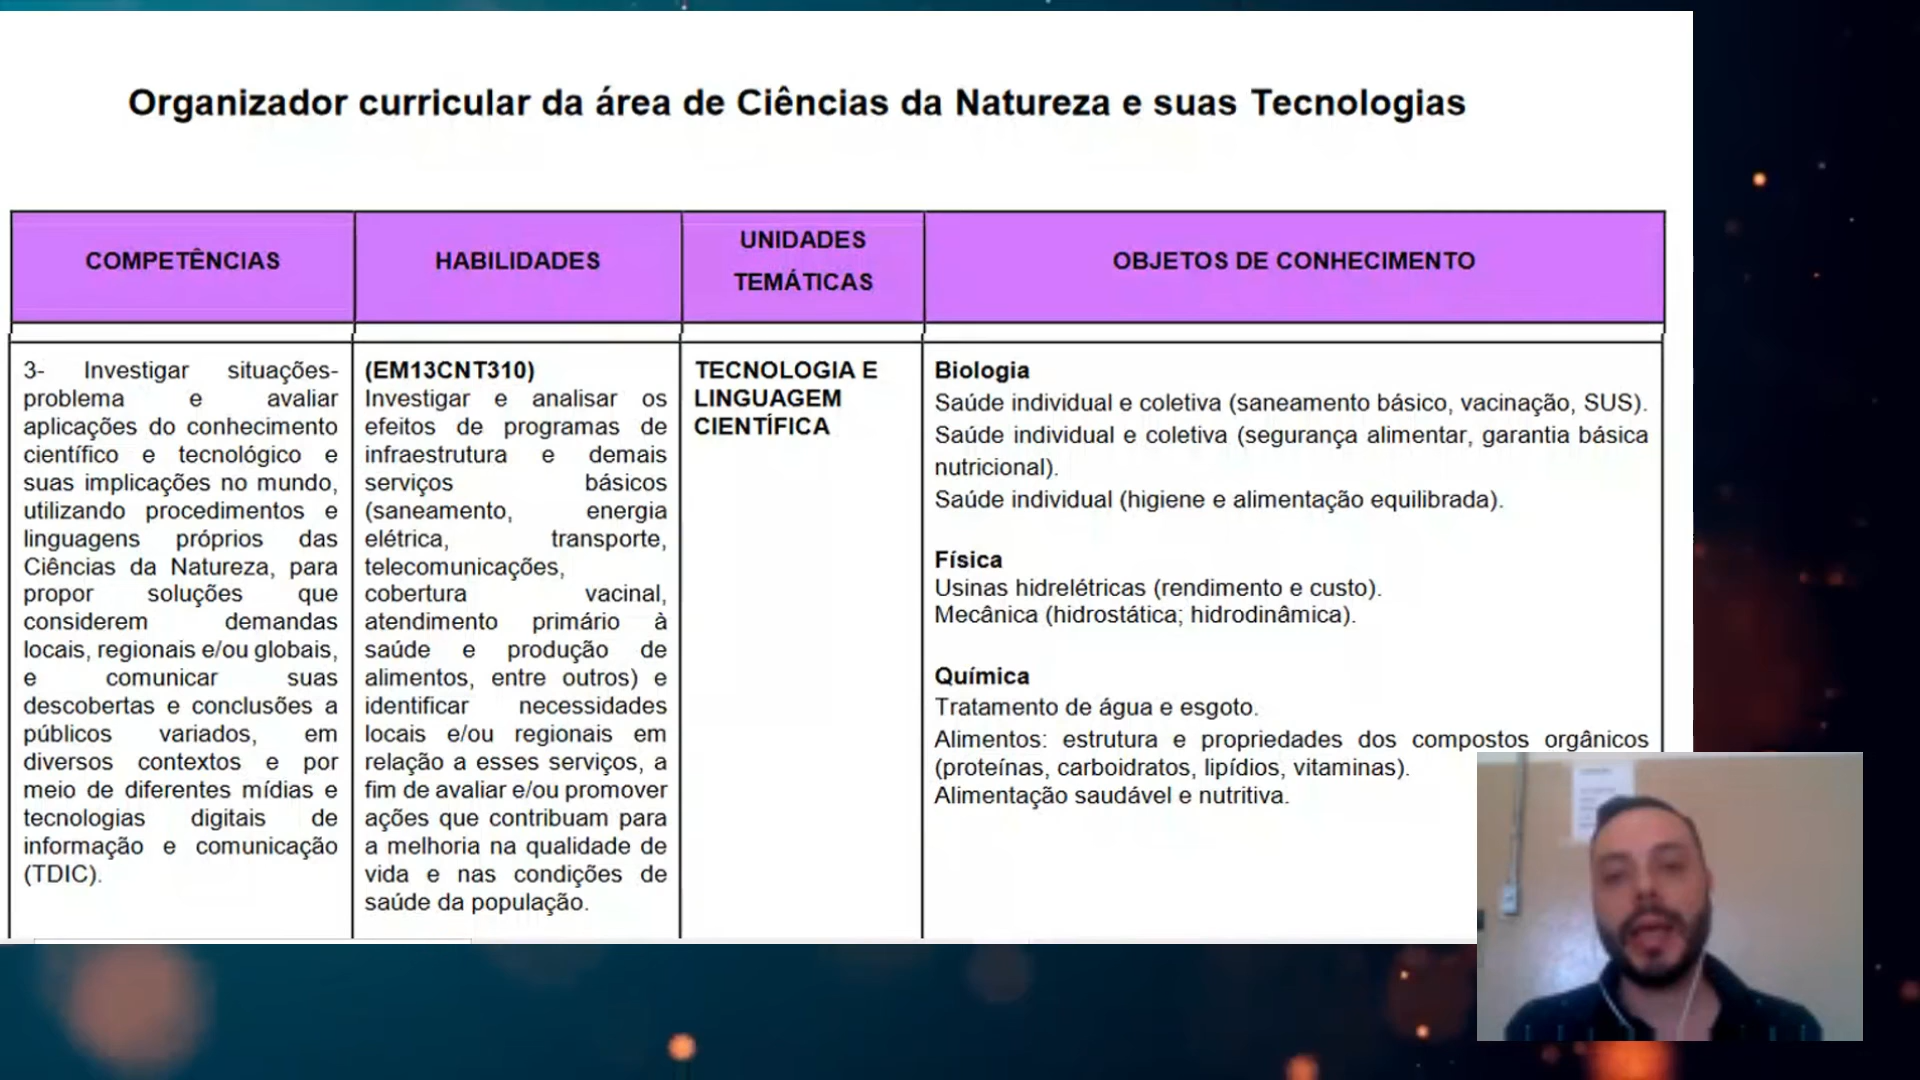 Organizador curricular da área de Ciências da Natureza e suas Tecnologias
COMPETÊNCIAS
HABILIDADES
UNIDADES
TEMÁTICAS
OBJETOS DE CONHECIMENTO
3- Investigar situações-
problema e avaliar
aplicações do conhecimento
científico e tecnológico e
suas implicações no mundo,
utilizando procedimentos e
linguagens próprios das
Ciências da Natureza, para
propor soluções que
considerem demandas
locais, regionais e/ou globais,
e comunicar suas
descobertas e conclusões a
públicos variados, em
diversos contextos e por
meio de diferentes mídias e
tecnologias digitais de
informação e comunicação
(TDIC).
(EM13CNT310)
Investigar e analisar os
efeitos de programas de
infraestrutura e demais
serviços básicos
(saneamento, energia
elétrica, transporte,
telecomunicações,
cobertura vacinal,
atendimento primário à
saúde e produção de
alimentos, entre outros) e
identificar necessidades
locais e/ou regionais em
relação a esses serviços, a
fim de avaliar e/ou promover
ações que contribuam para
a melhoria na qualidade de
vida e nas condições de
saúde da população.
TECNOLOGIA E
LINGUAGEM
CIENTÍFICA
Biologia
Saúde individual e coletiva (saneamento básico, vacinação, SUS).
Saúde individual e coletiva (segurança alimentar, garantia básica
nutricional).
Saúde individual (higiene e alimentação equilibrada).
Física
Usinas hidrelétricas (rendimento e custo).
Mecânica (hidrostática; hidrodinâmica).
Química
Tratamento de água e esgoto.
Alimentos: estrutura e propriedades dos compostos orgânicos
(proteínas, carboidratos, lipídios, vitaminas).
Alimentação saudável e nutritiva.